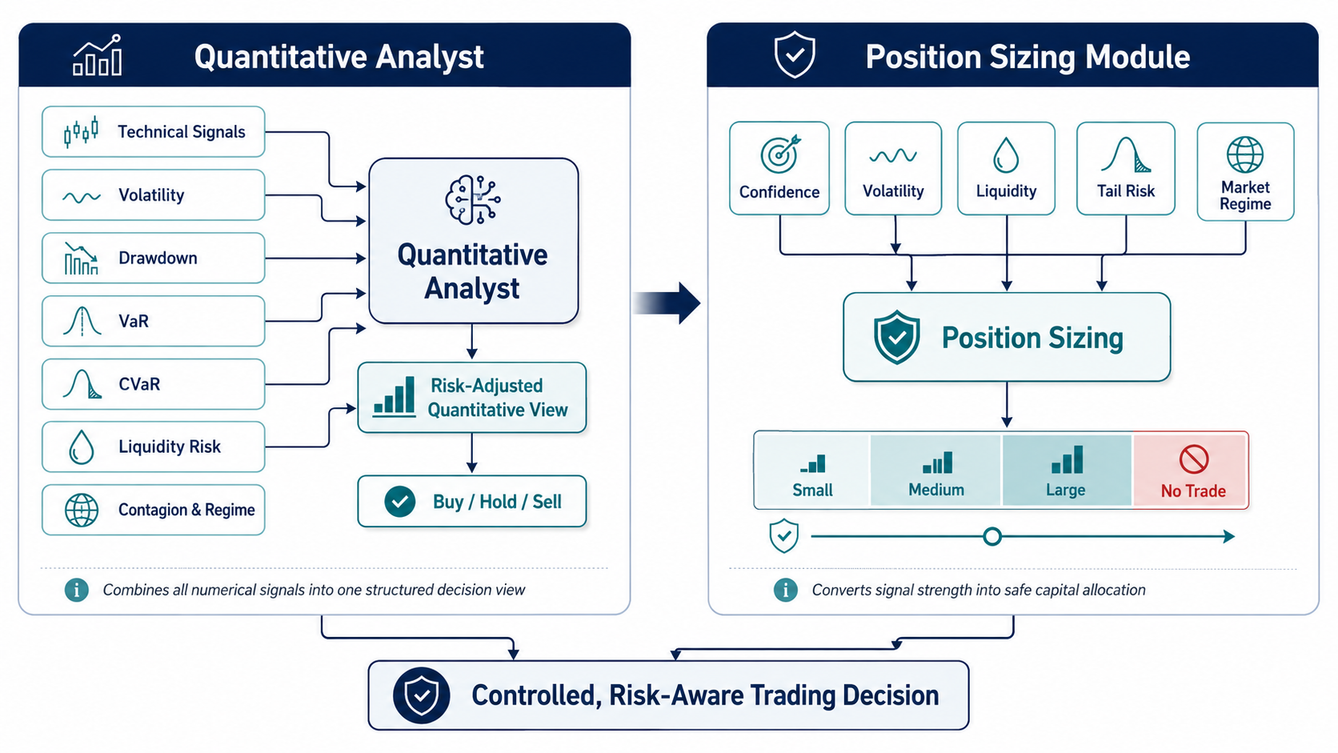 Quantitative Analyst
Technical Signals
Volatility
Drawdown
VaR
CVaR
Liquidity Risk
Contagion & Regime
Quantitative
Analyst
Risk-Adjusted
Quantitative View
Buy / Hold / Sell
Combines all numerical signals into one structured decision view
Position Sizing Module
Confidence
Volatility
Liquidity
Tail Risk
Market
Regime
Position Sizing
Small
Medium
Large
No Trade
Converts signal strength into safe capital allocation
Controlled, Risk-Aware Trading Decision